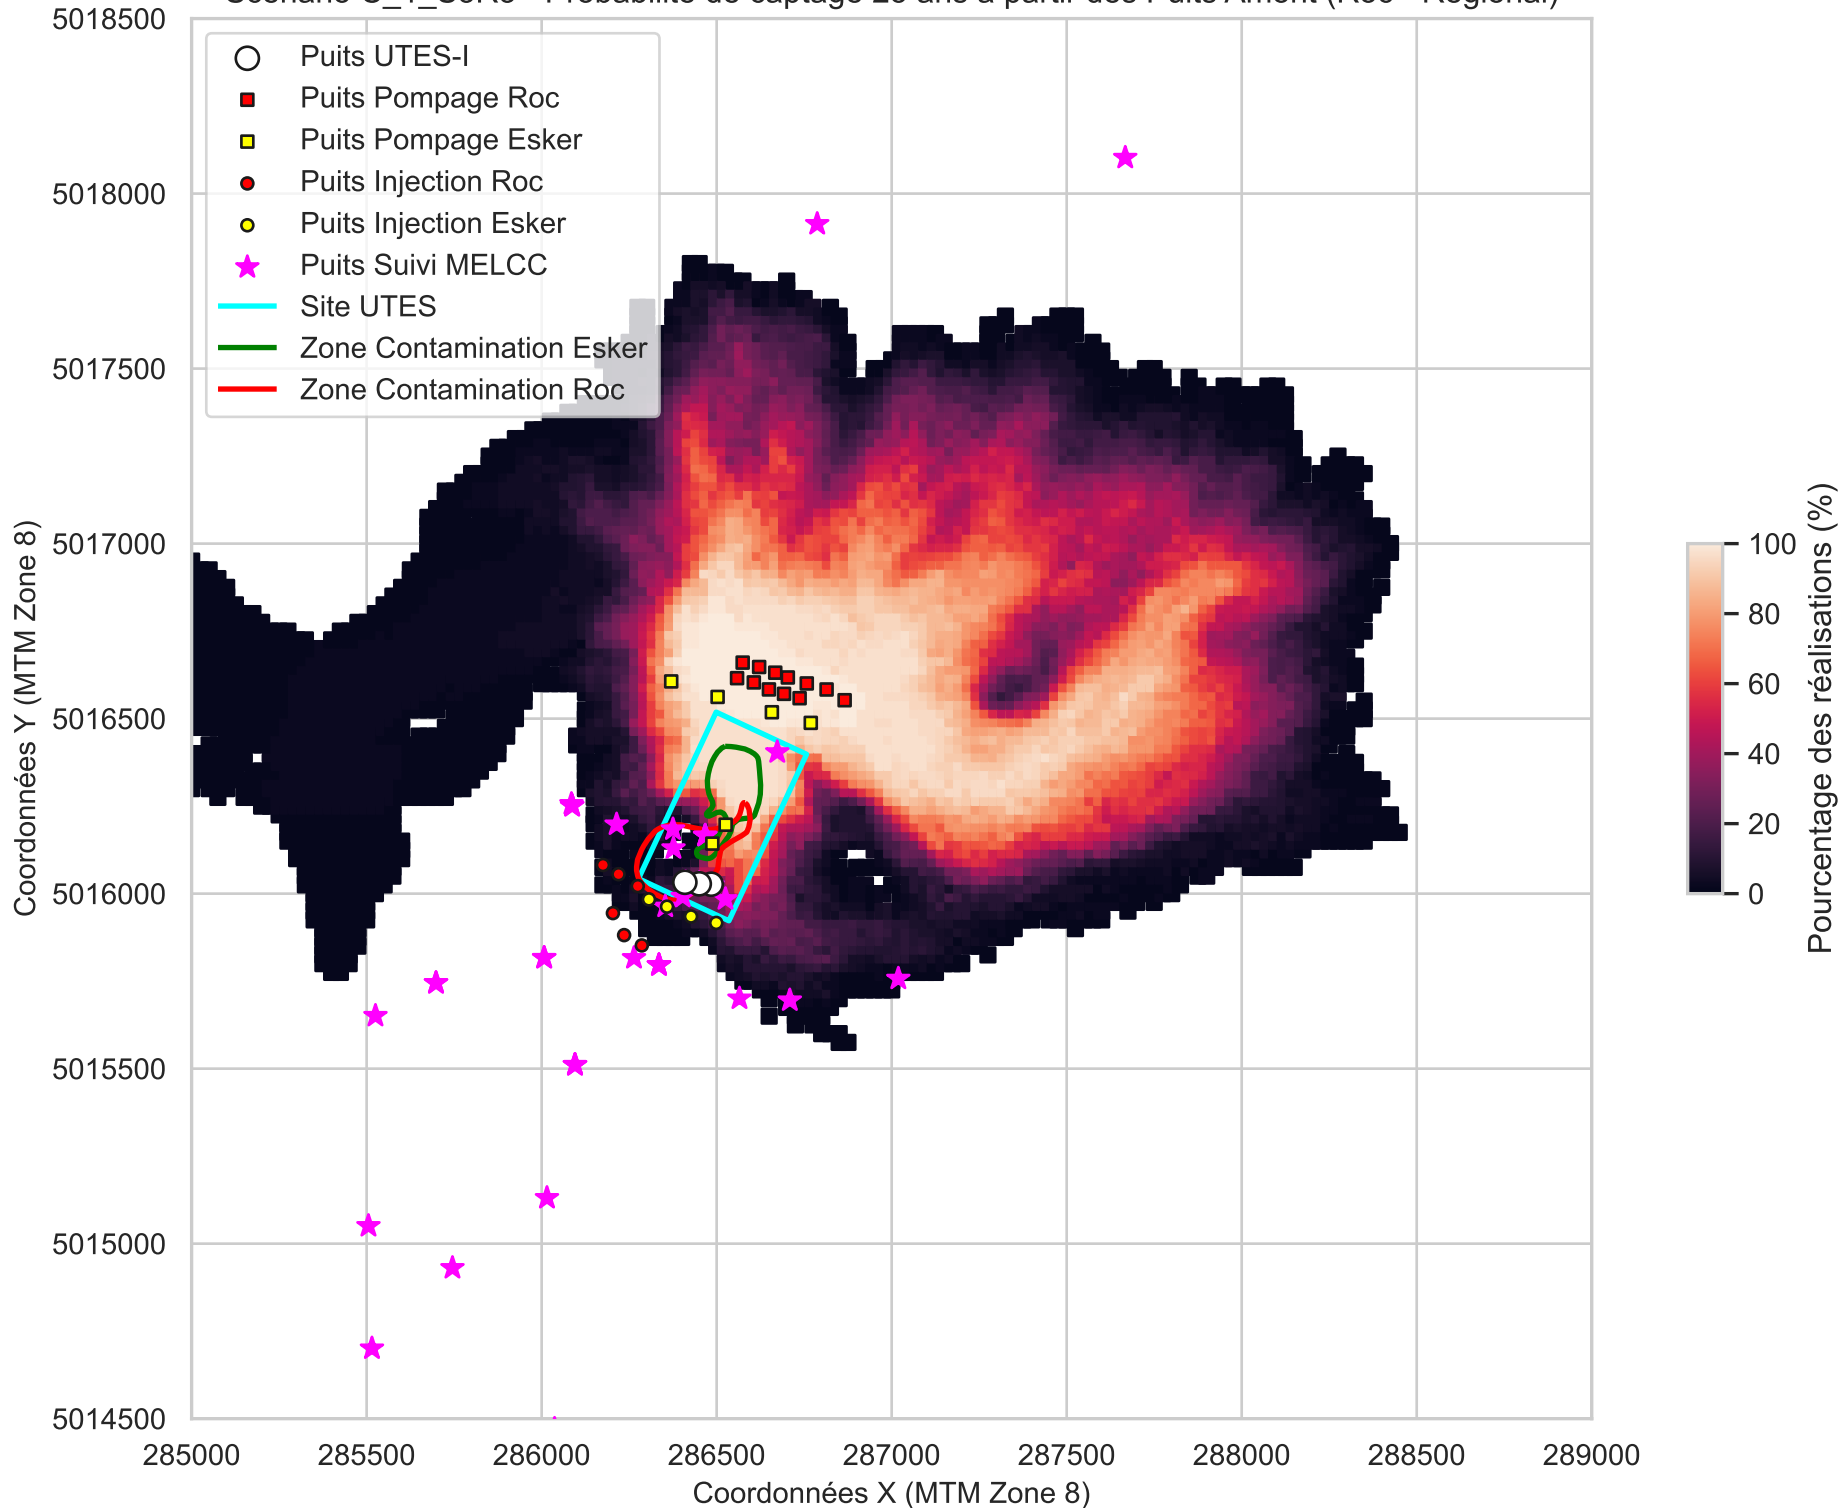 Puits UTES-I
Puits Pompage Roc
Puits Pompage Esker
Puits Injection Roc
Puits Injection Esker
Puits Suivi MELCC
Site UTES
Zone Contamination Esker
Zone Contamination Roc
5018500
5018000
5017500
5017000
5016500
5016000
5015500
5015000
5014500
Coordonnées Y (MTM Zone 8)
285000 285500 286000 286500 287000 287500 288000 288500 289000
Coordonnées X (MTM Zone 8)
100
80
60
40
20
0
Pourcentage des réalisations (%)